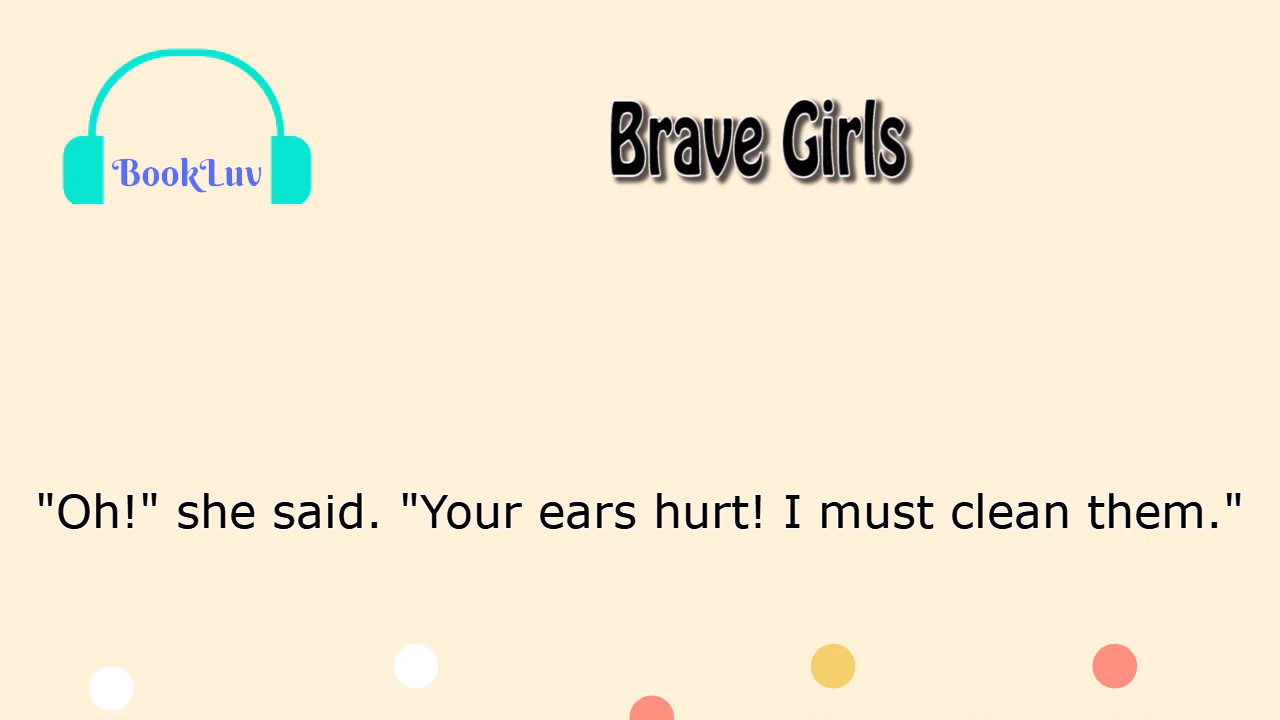 BookLuv
Brave Girls
"Oh!" she said. "Your ears hurt! I must clean them."